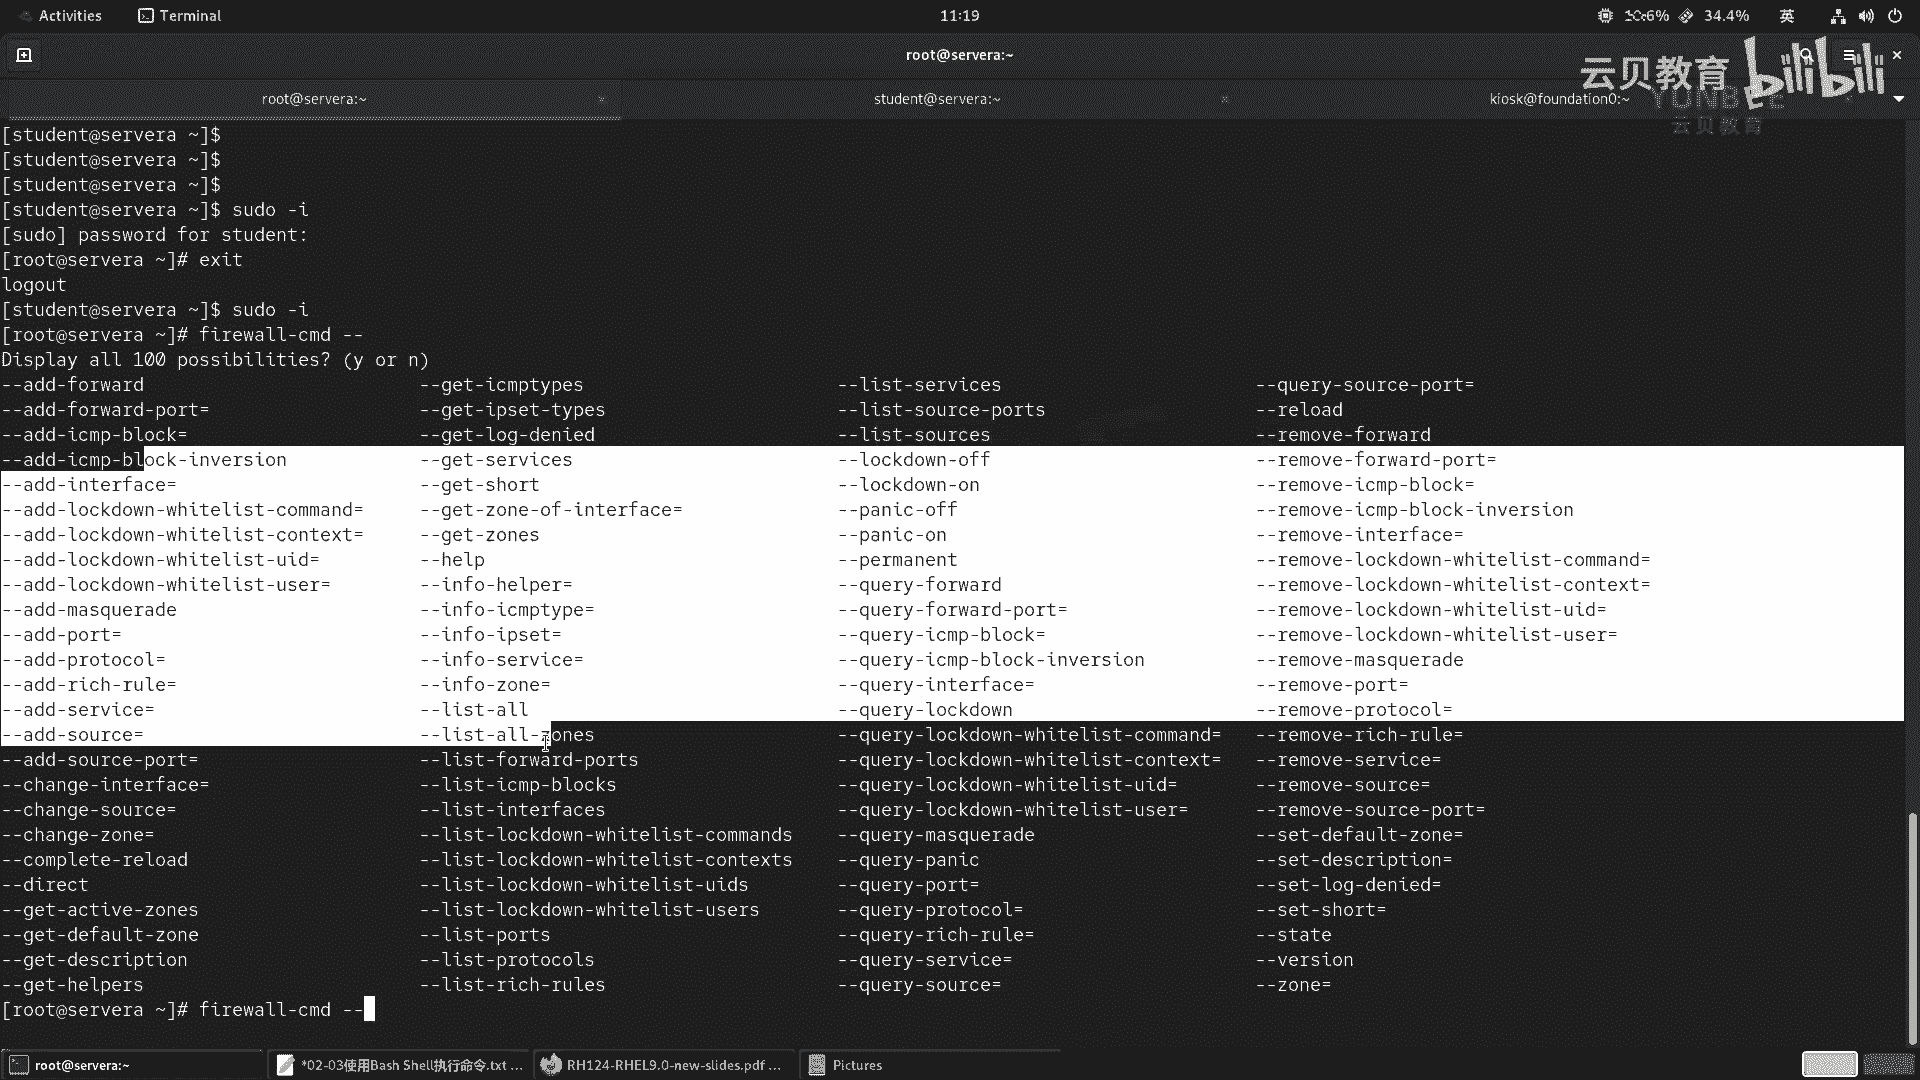 Activities Terminal 11:19 34.4% 英
root@servera:~
云贝教育 bilibili
root@servera:~ student@servera:~ kiosk@foundation0:~
云贝教育
[student@servera ~]$
[student@servera ~]$
[student@servera ~]$
[student@servera ~]$ sudo -i
[sudo] password for student:
[root@servera ~]# exit
logout
[student@servera ~]$ sudo -i
[root@servera ~]# firewall-cmd --
Display all 100 possibilities? (y or n)
--add-forward --get-icmptypes --list-services --query-source-port=
--add-forward-port= --get-ipset-types --list-source-ports --reload
--add-icmp-block= --get-log-denied --list-sources --remove-forward
--add-icmp-block-inversion --get-services --lockdown-off --remove-forward-port=
--add-interface= --get-short --lockdown-on --remove-icmp-block=
--add-lockdown-whitelist-command= --get-zone-of-interface= --panic-off --remove-icmp-block-inversion
--add-lockdown-whitelist-context= --get-zones --panic-on --remove-interface=
--add-lockdown-whitelist-uid= --help --permanent --remove-lockdown-whitelist-command=
--add-lockdown-whitelist-user= --info-helper= --query-forward --remove-lockdown-whitelist-context=
--add-masquerade --info-icmptype= --query-forward-port= --remove-lockdown-whitelist-uid=
--add-port= --info-ipset= --query-icmp-block= --remove-lockdown-whitelist-user=
--add-protocol= --info-service= --query-icmp-block-inversion --remove-masquerade
--add-rich-rule= --info-zone= --query-interface= --remove-port=
--add-service= --list-all --query-lockdown --remove-protocol=
--add-source= --list-all-zones --query-lockdown-whitelist-command= --remove-rich-rule=
--add-source-port= --list-forward-ports --query-lockdown-whitelist-context= --remove-service=
--change-interface= --list-icmp-blocks --query-lockdown-whitelist-uid= --remove-source=
--change-source= --list-interfaces --query-lockdown-whitelist-user= --remove-source-port=
--change-zone= --list-lockdown-whitelist-commands --query-masquerade --set-default-zone=
--complete-reload --list-lockdown-whitelist-contexts --query-panic --set-description=
--direct --list-lockdown-whitelist-uids --query-port= --set-log-denied=
--get-active-zones --list-lockdown-whitelist-users --query-protocol= --set-short=
--get-default-zone --list-ports --query-rich-rule= --state
--get-description --list-protocols --query-service= --version
--get-helpers --list-rich-rules --query-source= --zone=
[root@servera ~]# firewall-cmd --
root@servera:~ *02-03使用Bash Shell执行命令.txt ... RH124-RHEL9.0-new-slides.pdf ... Pictures